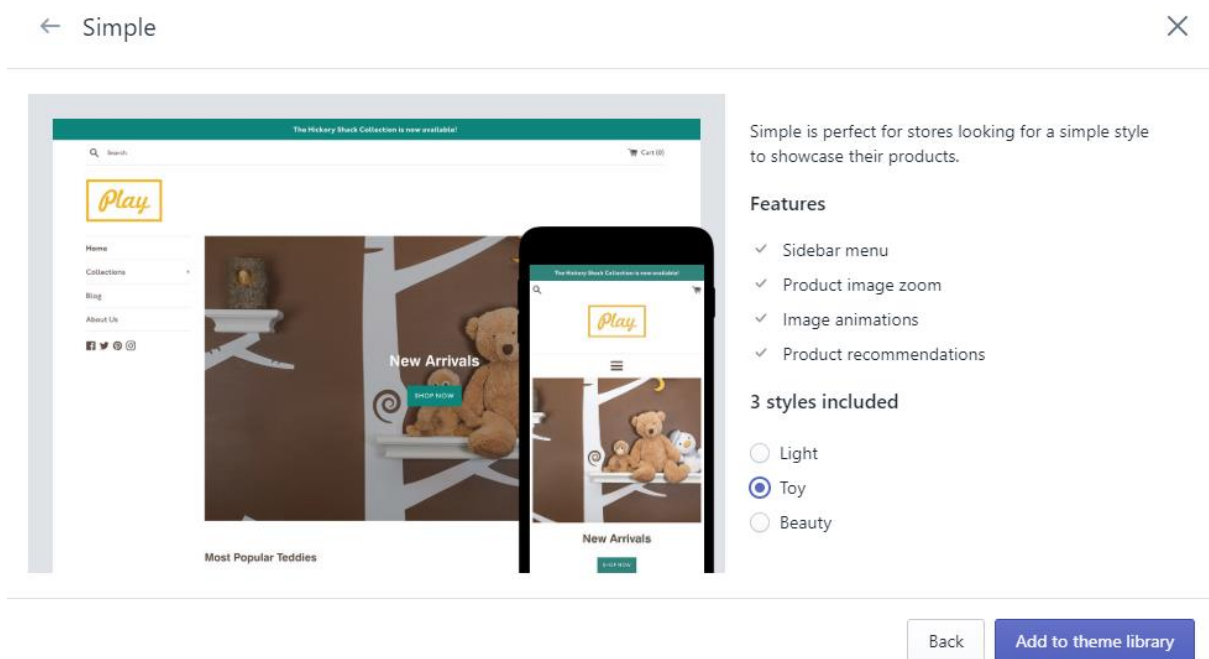 Simple
The Hickory Shack Collection is now available!
Search
Cart (0)
Play
Home
Collections
Blog
About Us
New Arrivals
SHOP NOW
Most Popular Teddies
The Hickory Shack Collection is now available!
Play
New Arrivals
SHOP NOW
Simple is perfect for stores looking for a simple style
to showcase their products.
Features
Sidebar menu
Product image zoom
Image animations
Product recommendations
3 styles included
Light
Toy
Beauty
Back
Add to theme library